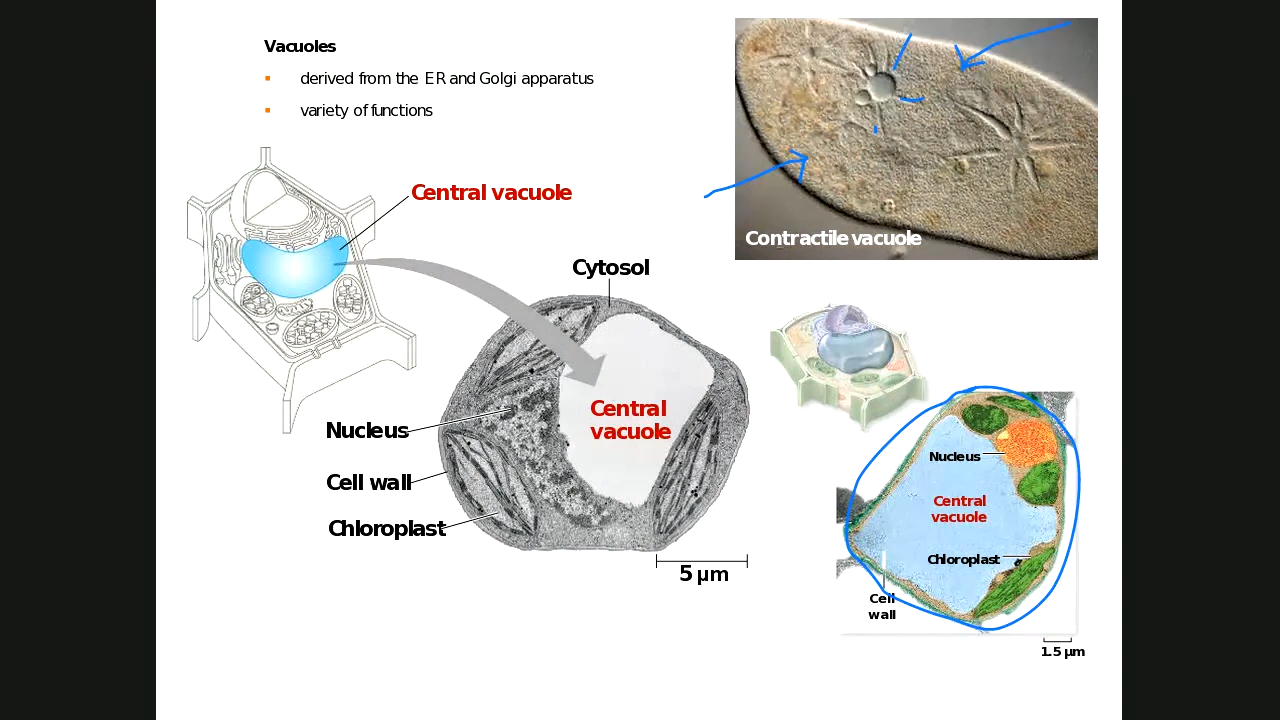 Vacuoles
derived from the ER and Golgi apparatus
variety of functions
Central vacuole
Contractile vacuole
Cytosol
Central
vacuole
Nucleus
Cell wall
Chloroplast
5 µm
Nucleus
Central
vacuole
Chloroplast
Cell
wall
1.5 µm